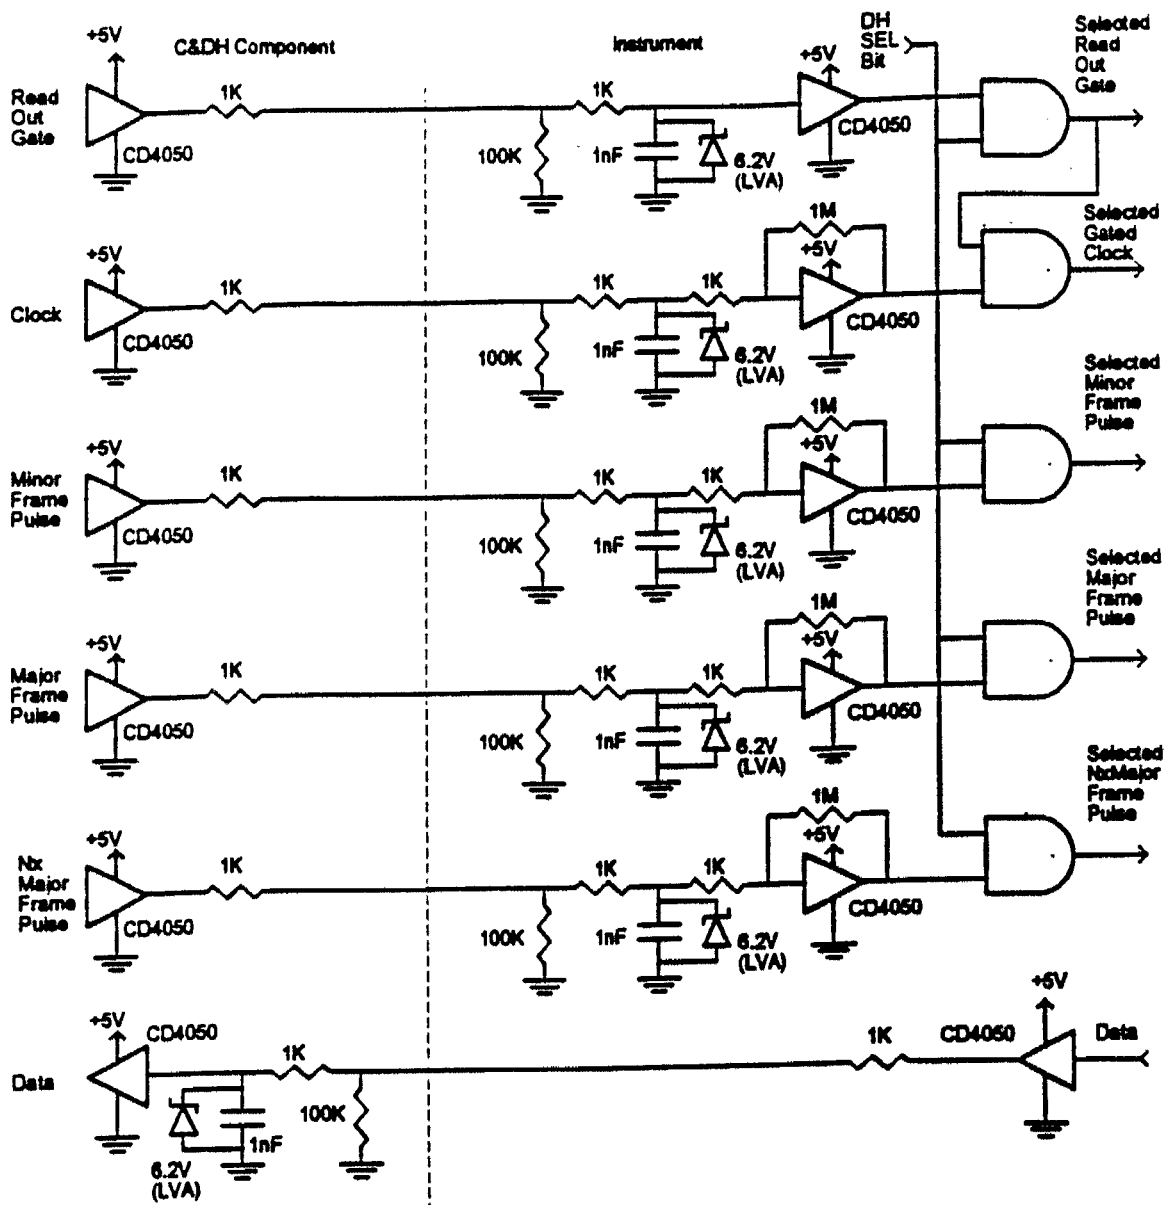 C&DH Component
Instrument
DH
SEL
Bit
Selected
Read
Out
Gate
+5V
+5V
Read
Out
Gate
1K
1K
CD4050
CD4050
100K
1nF
6.2V
(LVA)
Selected
Gated
Clock
1M
+5V
+5V
Clock
1K
1K
1K
CD4050
CD4050
100K
1nF
6.2V
(LVA)
Selected
Minor
Frame
Pulse
1M
+5V
+5V
Minor
Frame
Pulse
1K
1K
1K
CD4050
CD4050
100K
1nF
6.2V
(LVA)
Selected
Major
Frame
Pulse
1M
+5V
+5V
Major
Frame
Pulse
1K
1K
1K
CD4050
CD4050
100K
1nF
6.2V
(LVA)
Selected
NxMajor
Frame
Pulse
1M
+5V
+5V
Nx
Major
Frame
Pulse
1K
1K
1K
CD4050
CD4050
100K
1nF
6.2V
(LVA)
+5V
+5V
CD4050
1K
1K
CD4050
Data
Data
100K
1nF
6.2V
(LVA)